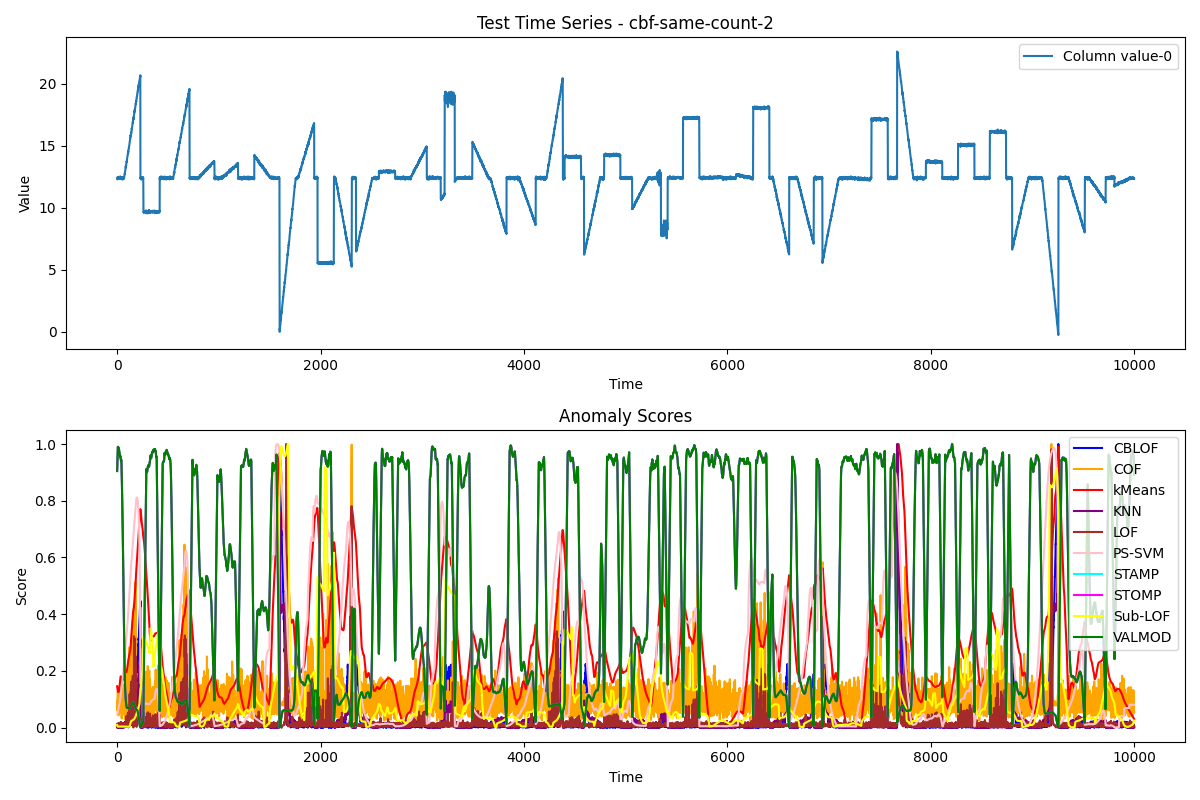 Test Time Series - cbf-same-count-2
Column value-0
Value
20
15
10
5
0
0
2000
4000
6000
8000
10000
Time
Anomaly Scores
CBLOF
COF
kMeans
KNN
LOF
PS-SVM
STAMP
STOMP
Sub-LOF
VALMOD
Score
1.0
0.8
0.6
0.4
0.2
0.0
0
2000
4000
6000
8000
10000
Time